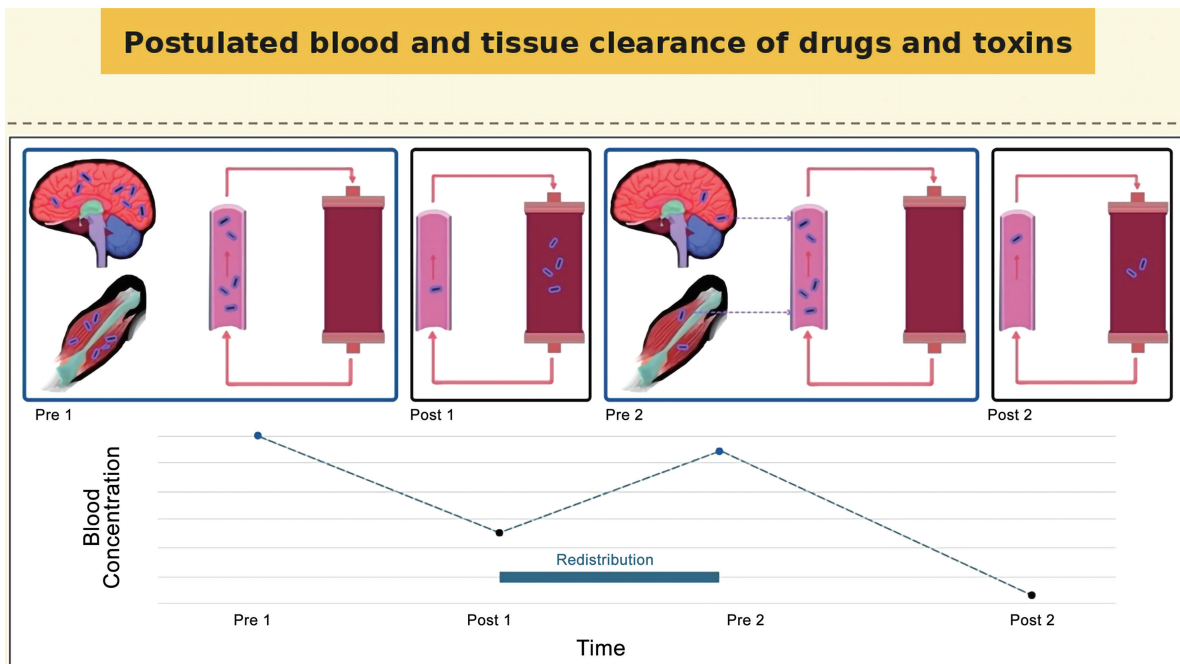 Postulated blood and tissue clearance of drugs and toxins
Pre 1
Post 1
Pre 2
Post 2
Blood
Concentration
Redistribution
Pre 1
Post 1
Pre 2
Post 2
Time